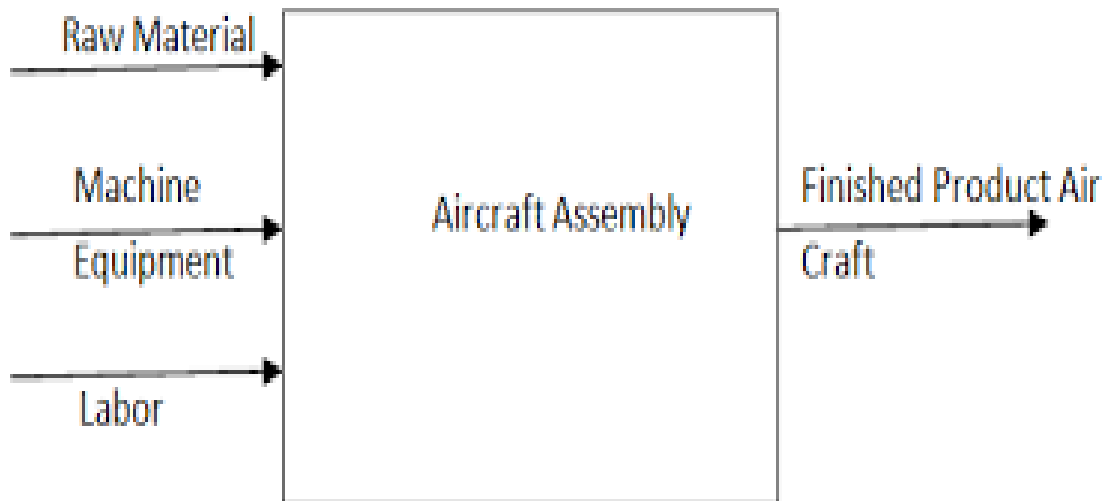 Raw Material
Machine
Equipment
Labor
Aircraft Assembly
Finished Product Air
Craft